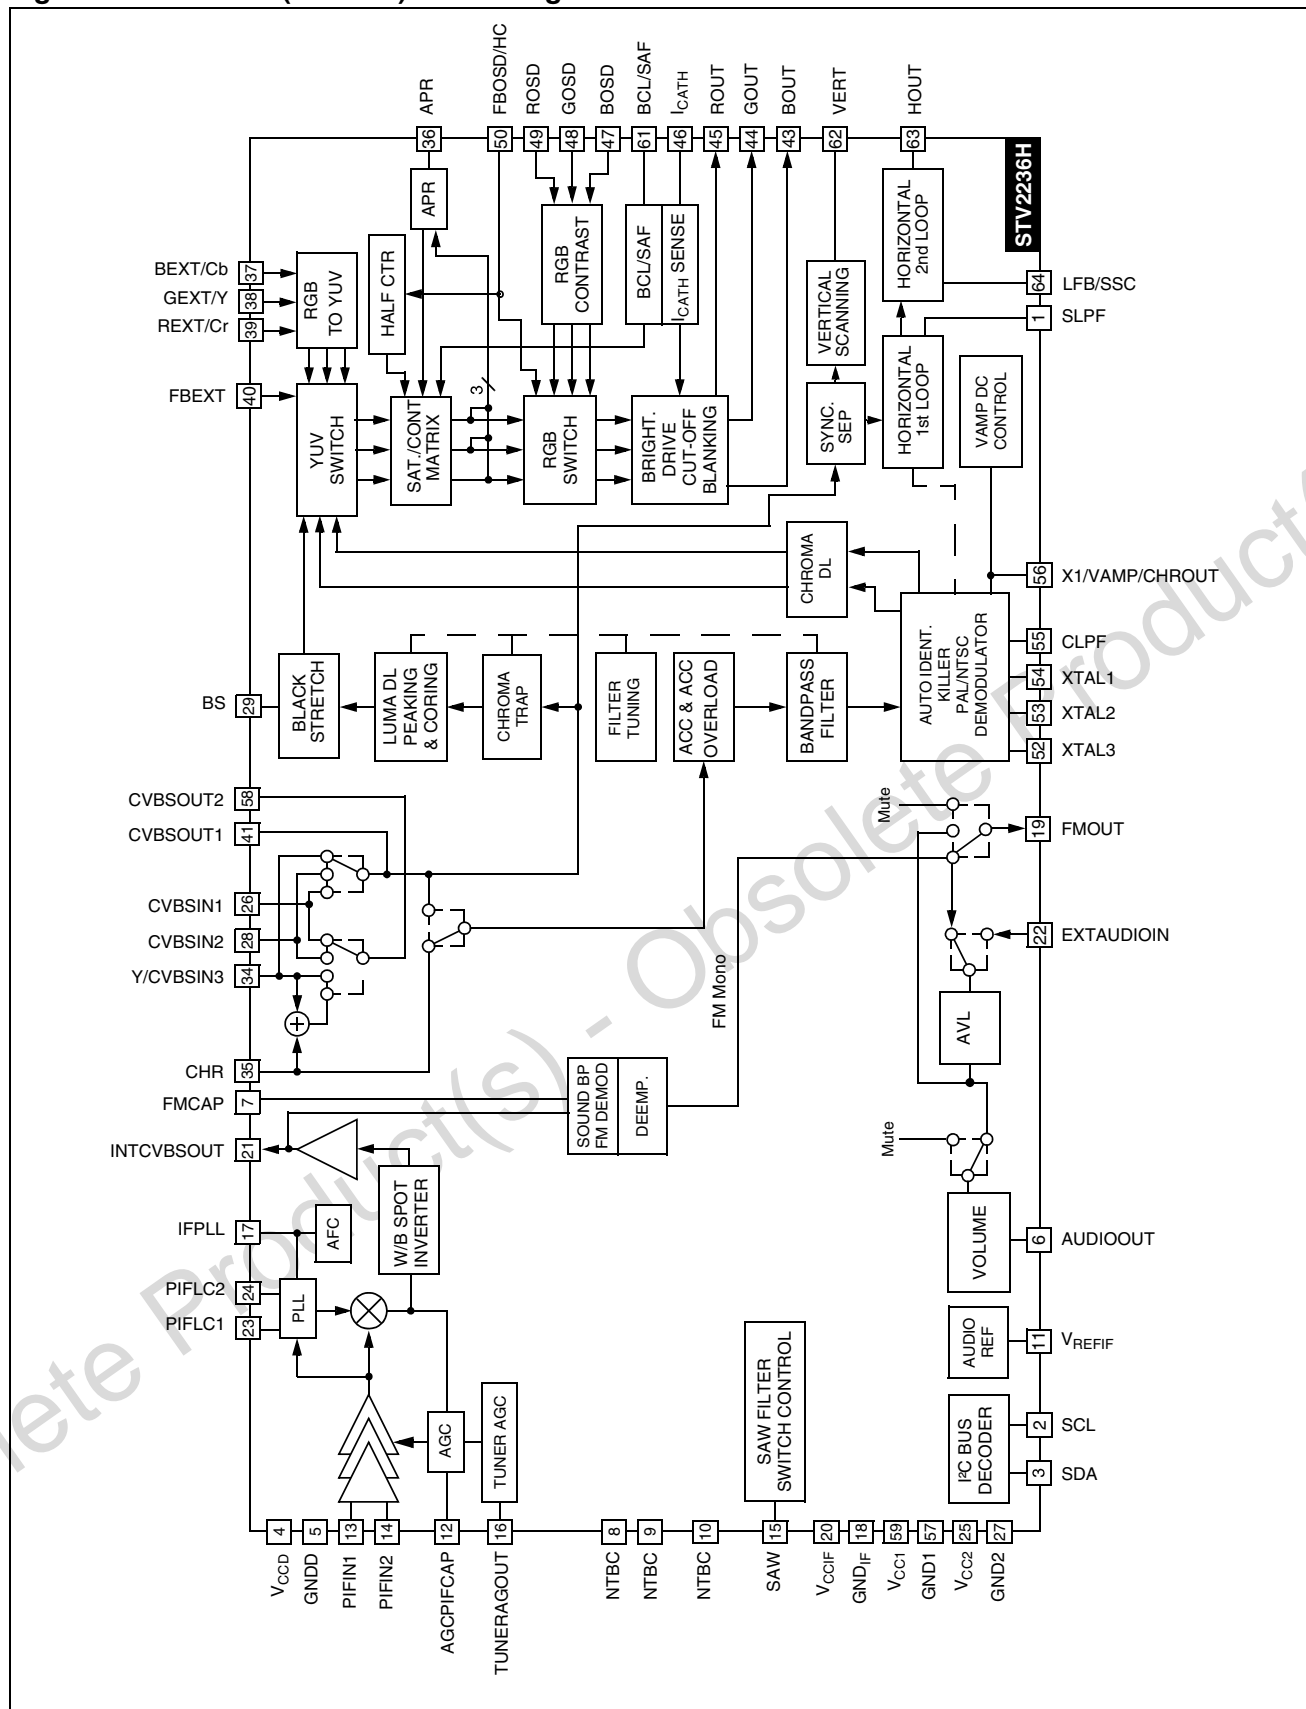 APR
FBOSD/HC
ROSD
GOSD
BOSD
BCL/SAF
ICATH
ROUT
GOUT
BOUT
VERT
HOUT
36
50
49
48
47
61
46
45
44
43
62
63
STV2236H
BEXT/Cb
37
GEXT/Y
38
REXT/Cr
39
FBEXT
40
RGB
TO YUV
HALF CTR
APR
RGB
CONTRAST
BCL/SAF
ICATH SENSE
VERTICAL
SCANNING
HORIZONTAL
2nd LOOP
64
LFB/SSC
1
SLPF
YUV
SWITCH
SAT./CONT
MATRIX
3
RGB
SWITCH
BRIGHT.
DRIVE
CUT-OFF
BLANKING
SYNC.
SEP
HORIZONTAL
1st LOOP
VAMP DC
CONTROL
CHROMA
DL
56
X1/VAMP/CHROUT
BS
29
BLACK
STRETCH
LUMA DL
PEAKING
& CORING
CHROMA
TRAP
FILTER
TUNING
ACC & ACC
OVERLOAD
BANDPASS
FILTER
AUTO IDENT.
KILLER
PAL/NTSC
DEMODULATOR
55
CLPF
54
XTAL1
53
XTAL2
52
XTAL3
CVBSOUT2
58
CVBSOUT1
41
CVBSIN1
26
CVBSIN2
28
Y/CVBSIN3
34
+
CHR
35
FMCAP
7
INTCVBSOUT
21
Mute
19
FMOUT
22
EXTAUDIOIN
FM Mono
AVL
SOUND BP
FM DEMOD
DEEMP.
Mute
IFPLL
17
AFC
W/B SPOT
INVERTER
PIFLC2
24
PIFLC1
23
PLL
VOLUME
6
AUDIOOUT
AUDIO
REF
11
VREFIF
AGC
TUNER AGC
SAW FILTER
SWITCH CONTROL
I²C BUS
DECODER
2
SCL
3
SDA
4
5
13
14
12
16
8
9
10
15
20
18
59
57
25
27
VCCD
GNDD
PIFIN1
PIFIN2
AGCPIFCAP
TUNERAGOUT
NTBC
NTBC
NTBC
SAW
VCCIF
GNDIF
VCC1
GND1
VCC2
GND2
lete Product(s) - Obsolete Product(